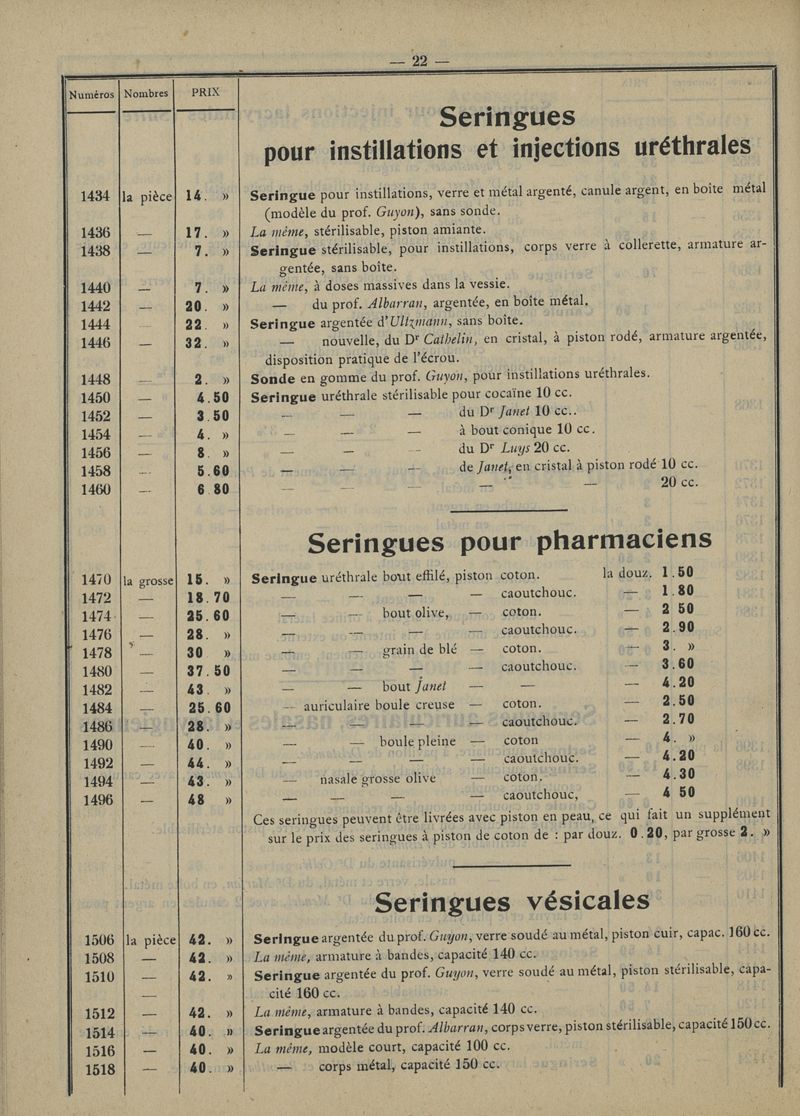 — 22 —
Numéros Nombres PRIX
Seringues
pour instillations et injections uréthrales
1434 la pièce 14. » Seringue pour instillations, verre et métal argenté, canule argent, en boîte métal
(modèle du prof. Guyon), sans sonde.
1436 — 17. » La même, stérilisable, piston amiante.
1438 — 7. » Seringue stérilisable, pour instillations, corps verre à collerette, armature ar-
gentée, sans boîte.
1440 — 7. » La même, à doses massives dans la vessie.
1442 — 20. » — du prof. Albarran, argentée, en boîte métal.
1444 — 22. » Seringue argentée d'Ultzmann, sans boîte.
1446 — 32. » — nouvelle, du Dr Cathelin, en cristal, à piston rodé, armature argentée,
disposition pratique de l'écrou.
1448 — 2. » Sonde en gomme du prof. Guyon, pour instillations uréthrales.
1450 — 4.50 Seringue uréthrale stérilisable pour cocaïne 10 cc.
1452 — 3.50 — — — du Dr Janet 10 cc..
1454 — 4. » — — — à bout conique 10 cc.
1456 — 8. » — — — du Dr Luys 20 cc.
1458 — 5.60 — — — de Janet, en cristal à piston rodé 10 cc.
1460 — 6 80 — — — — — 20 cc.
Seringues pour pharmaciens
1470 la grosse 15. » Seringue uréthrale bout effilé, piston coton. la douz. 1.50
1472 — 18.70 — — — — caoutchouc. — 1.80
1474 — 25.60 — — bout olive, — coton. — 2 50
1476 — 28. » — — — — caoutchouc. — 2.90
1478 — 30 » — — grain de blé — coton. — 3. »
1480 — 37.50 — — — — caoutchouc. — 3.60
1482 — 43. » — — bout Janet — — — 4.20
1484 — 25.60 — auriculaire boule creuse — coton. — 2.50
1486 — 28. » — — — — caoutchouc. — 2.70
1490 — 40. » — — boule pleine — coton — 4. »
1492 — 44. » — — — — caoutchouc. — 4.20
1494 — 43. » — nasale grosse olive — coton. — 4.30
1496 — 48 » — — — — caoutchouc, — 4 50
Ces seringues peuvent être livrées avec piston en peau, ce qui fait un supplément
sur le prix des seringues à piston de coton de : par douz. 0.20, par grosse 2. »
Seringues vésicales
1506 la pièce 42. » Seringue argentée du prof. Guyon, verre soudé au métal, piston cuir, capac. 160 cc.
1508 — 42. » La même, armature à bandes, capacité 140 cc.
1510 — 42. » Seringue argentée du prof. Guyon, verre soudé au métal, piston stérilisable, capa-
— cité 160 cc.
1512 — 42. » La même, armature à bandes, capacité 140 cc.
1514 — 40. » Seringue argentée du prof. Albarran, corps verre, piston stérilisable, capacité 150 cc.
1516 — 40. » La même, modèle court, capacité 100 cc.
1518 — 40. » — corps métal, capacité 150 cc.